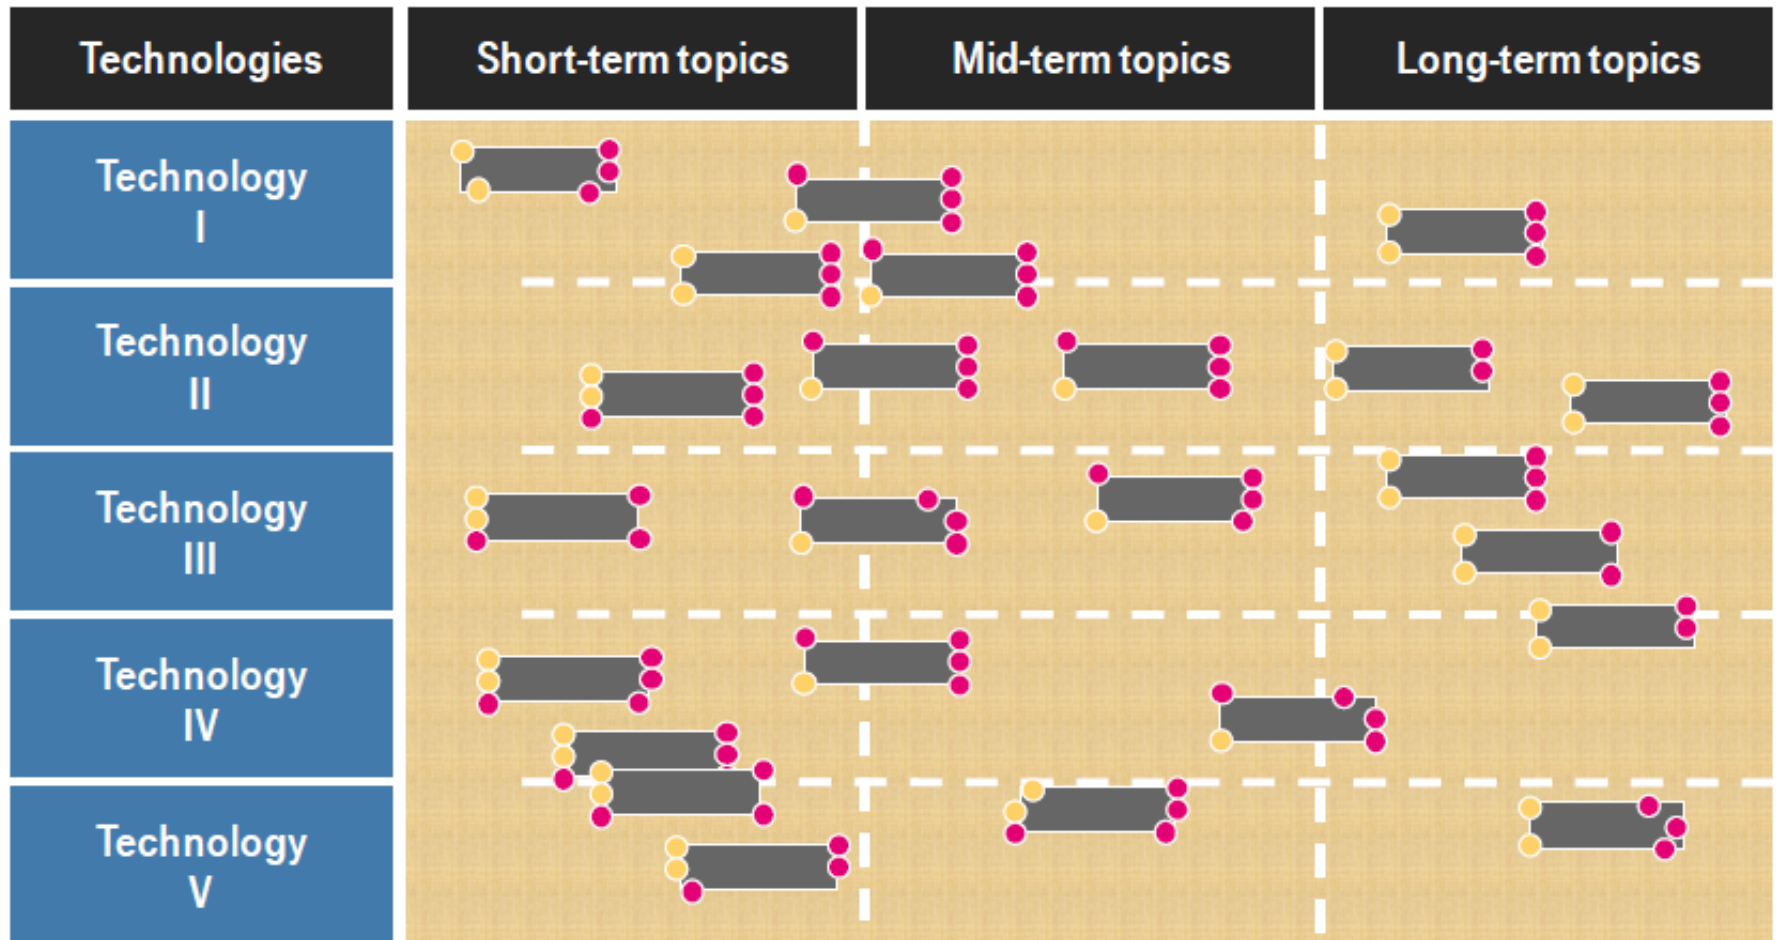 Technologies
Short-term topics
Mid-term topics
Long-term topics
Technology
I
Technology
II
Technology
III
Technology
IV
Technology
V